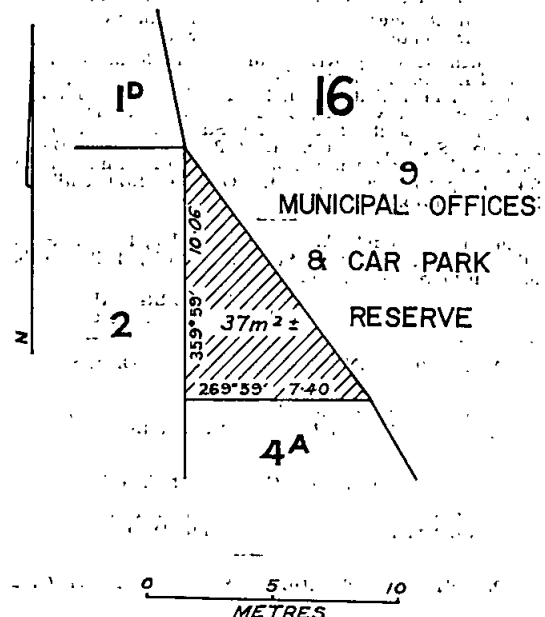 1D
16
9
MUNICIPAL OFFICES
& CAR PARK
RESERVE
10·06
359°59'
2
37m² ±
269°59' 7·40
4A
N
0 5 10
METRES